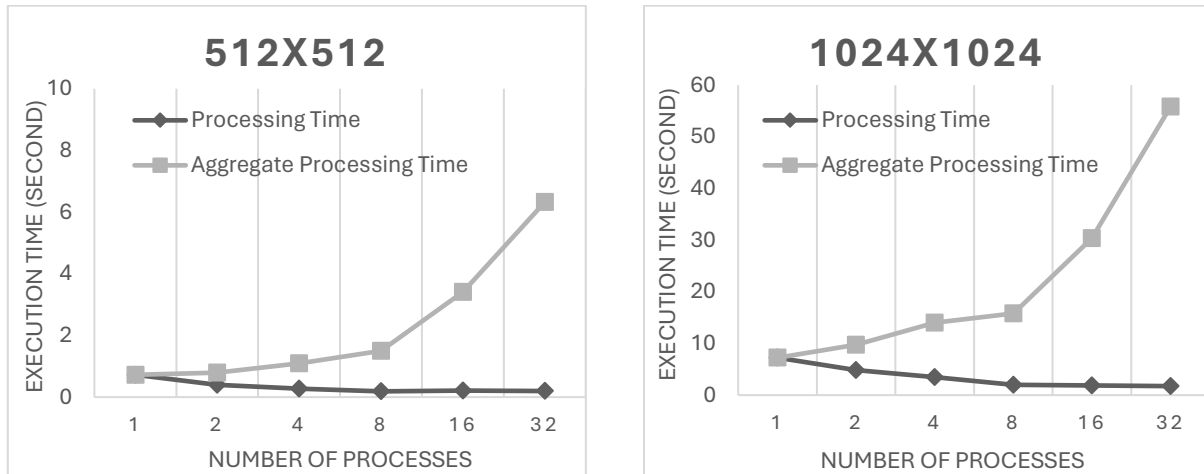 512X512
EXECUTION TIME (SECOND)
10
8
6
4
2
0
Processing Time
Aggregate Processing Time
1 2 4 8 16 32
NUMBER OF PROCESSES
1024X1024
EXECUTION TIME (SECOND)
60
50
40
30
20
10
0
Processing Time
Aggregate Processing Time
1 2 4 8 16 32
NUMBER OF PROCESSES